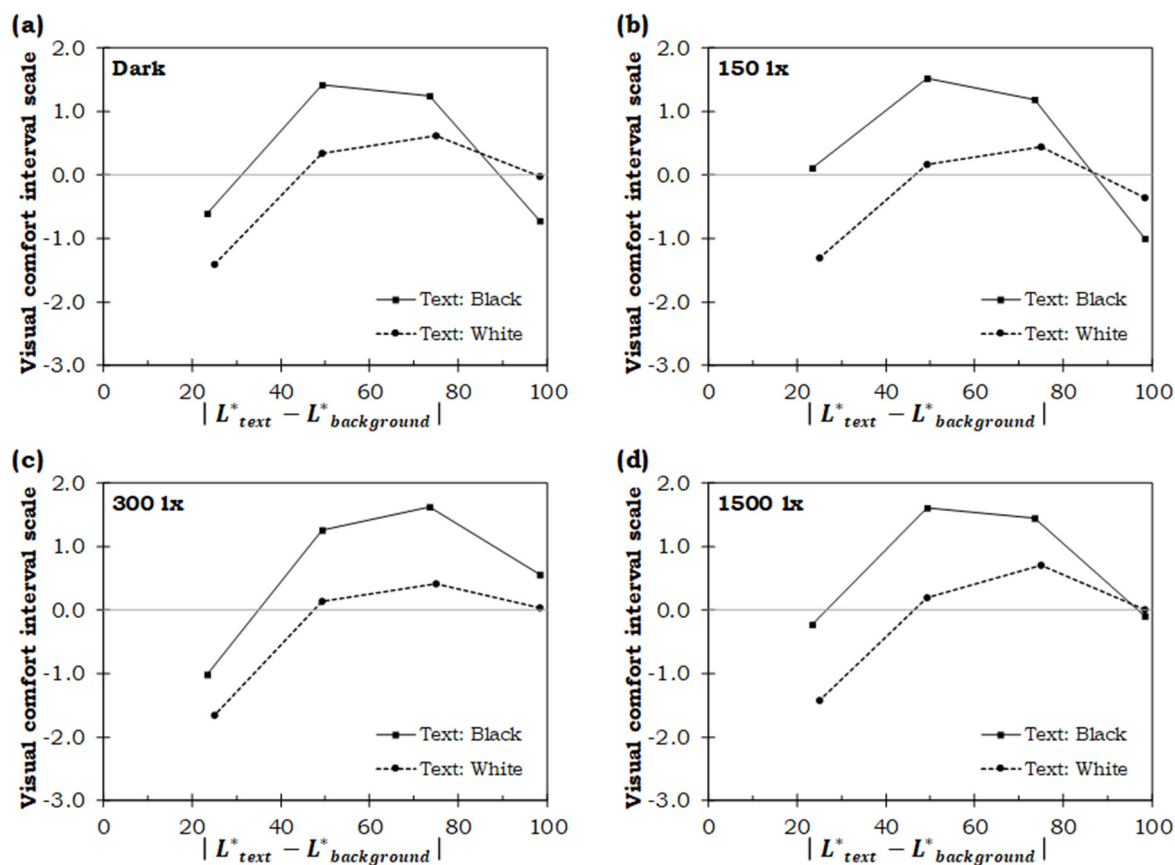 (a)
Visual comfort interval scale
Dark
2.0
1.0
0.0
-1.0
-2.0
-3.0
Text: Black
Text: White
0 20 40 60 80 100
| L*text − L*background |
(b)
Visual comfort interval scale
150 lx
2.0
1.0
0.0
-1.0
-2.0
-3.0
Text: Black
Text: White
0 20 40 60 80 100
| L*text − L*background |
(c)
Visual comfort interval scale
300 lx
2.0
1.0
0.0
-1.0
-2.0
-3.0
Text: Black
Text: White
0 20 40 60 80 100
| L*text − L*background |
(d)
Visual comfort interval scale
1500 lx
2.0
1.0
0.0
-1.0
-2.0
-3.0
Text: Black
Text: White
0 20 40 60 80 100
| L*text − L*background |